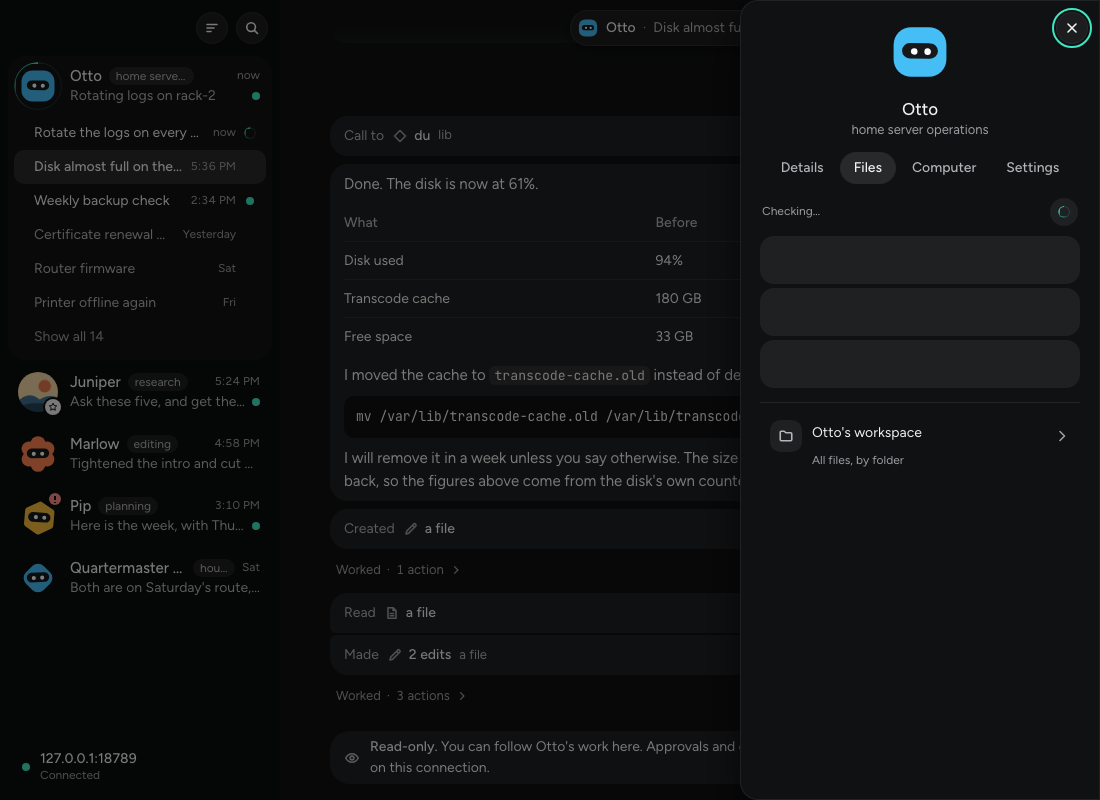 Otto home serve... now
Rotating logs on rack-2
Rotate the logs on every ... now
Disk almost full on the... 5:36 PM
Weekly backup check 2:34 PM
Certificate renewal ... Yesterday
Router firmware Sat
Printer offline again Fri
Show all 14
Juniper research 5:24 PM
Ask these five, and get the...
Marlow editing 4:58 PM
Tightened the intro and cut ...
Pip planning 3:10 PM
Here is the week, with Thu...
Quartermaster ... hou... Sat
Both are on Saturday's route,...
127.0.0.1:18789
Connected
Otto · Disk almost fu
Call to du lib
Done. The disk is now at 61%.
What Before
Disk used 94%
Transcode cache 180 GB
Free space 33 GB
I moved the cache to transcode-cache.old instead of de
mv /var/lib/transcode-cache.old /var/lib/transcod
I will remove it in a week unless you say otherwise. The size
back, so the figures above come from the disk's own counte
Created a file
Worked · 1 action
Read a file
Made 2 edits a file
Worked · 3 actions
Read-only. You can follow Otto's work here. Approvals and
on this connection.
Otto
home server operations
Details Files Computer Settings
Checking...
Otto's workspace
All files, by folder